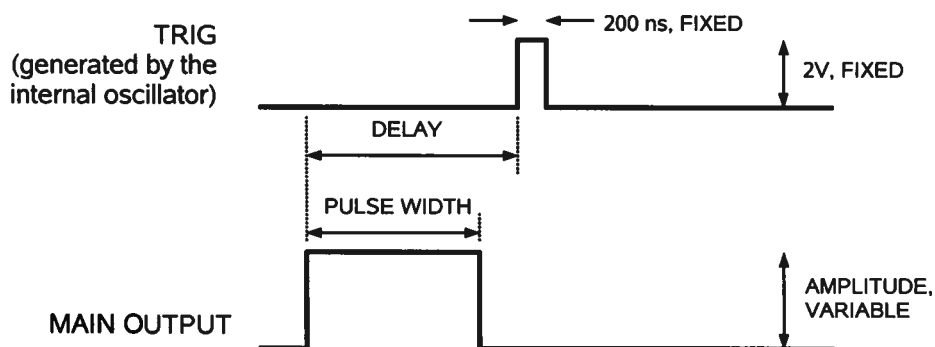 TRIG
(generated by the
internal oscillator)
200 ns, FIXED
2V, FIXED
DELAY
PULSE WIDTH
MAIN OUTPUT
AMPLITUDE,
VARIABLE